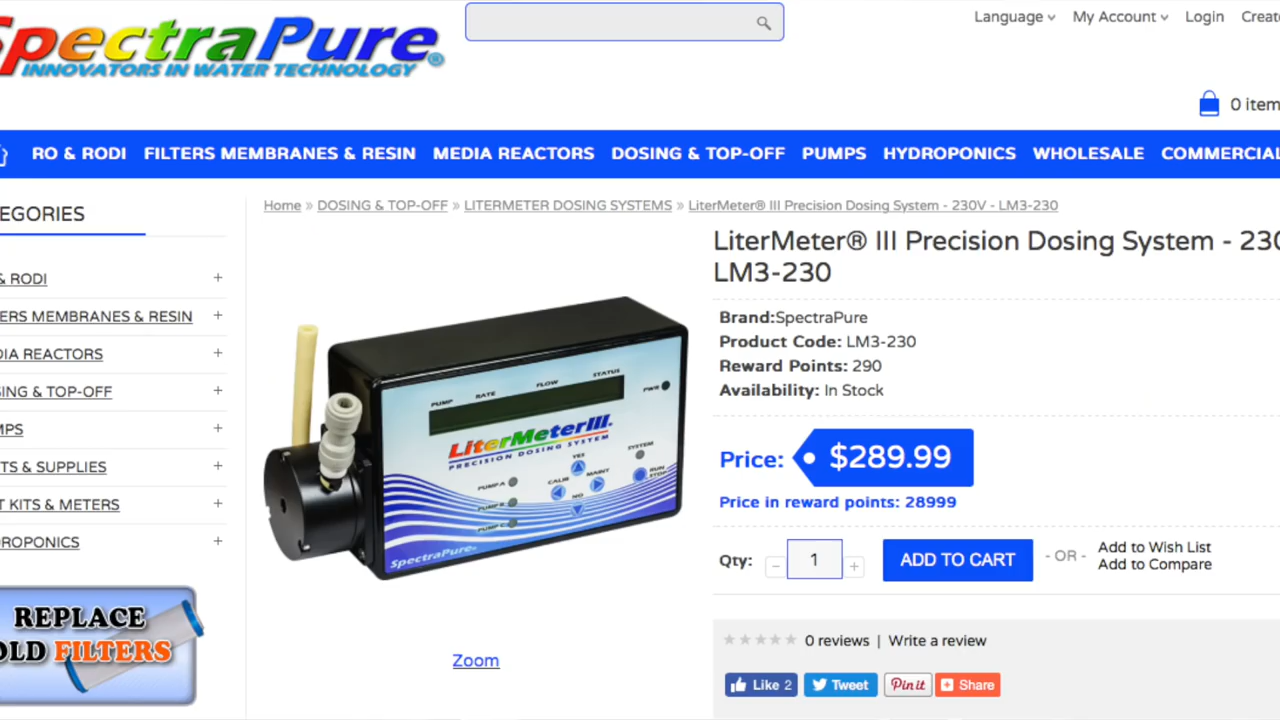 SpectraPure®
INNOVATORS IN WATER TECHNOLOGY
Language My Account Login
0 item
RO & RODI FILTERS MEMBRANES & RESIN MEDIA REACTORS DOSING & TOP-OFF PUMPS HYDROPONICS WHOLESALE COMMERCIAL
EGORIES
& RODI +
ERS MEMBRANES & RESIN +
DIA REACTORS +
ING & TOP-OFF +
MPS +
TS & SUPPLIES +
T KITS & METERS +
ROPONICS +
REPLACE
OLD FILTERS
Home » DOSING & TOP-OFF » LITERMETER DOSING SYSTEMS » LiterMeter® III Precision Dosing System - 230V - LM3-230
PUMP RATE FLOW STATUS
PWR
LiterMeterIII.
PRECISION DOSING SYSTEM
SYSTEM
YES
CALIB MAINT
NO
RUN
STOP
PUMP A
PUMP B
PUMP C
SpectraPure®
Zoom
LiterMeter® III Precision Dosing System - 230
LM3-230
Brand:SpectraPure
Product Code: LM3-230
Reward Points: 290
Availability: In Stock
Price: $289.99
Price in reward points: 28999
Qty: - 1 + ADD TO CART - OR - Add to Wish List
Add to Compare
0 reviews | Write a review
Like 2 Tweet Pin it Share